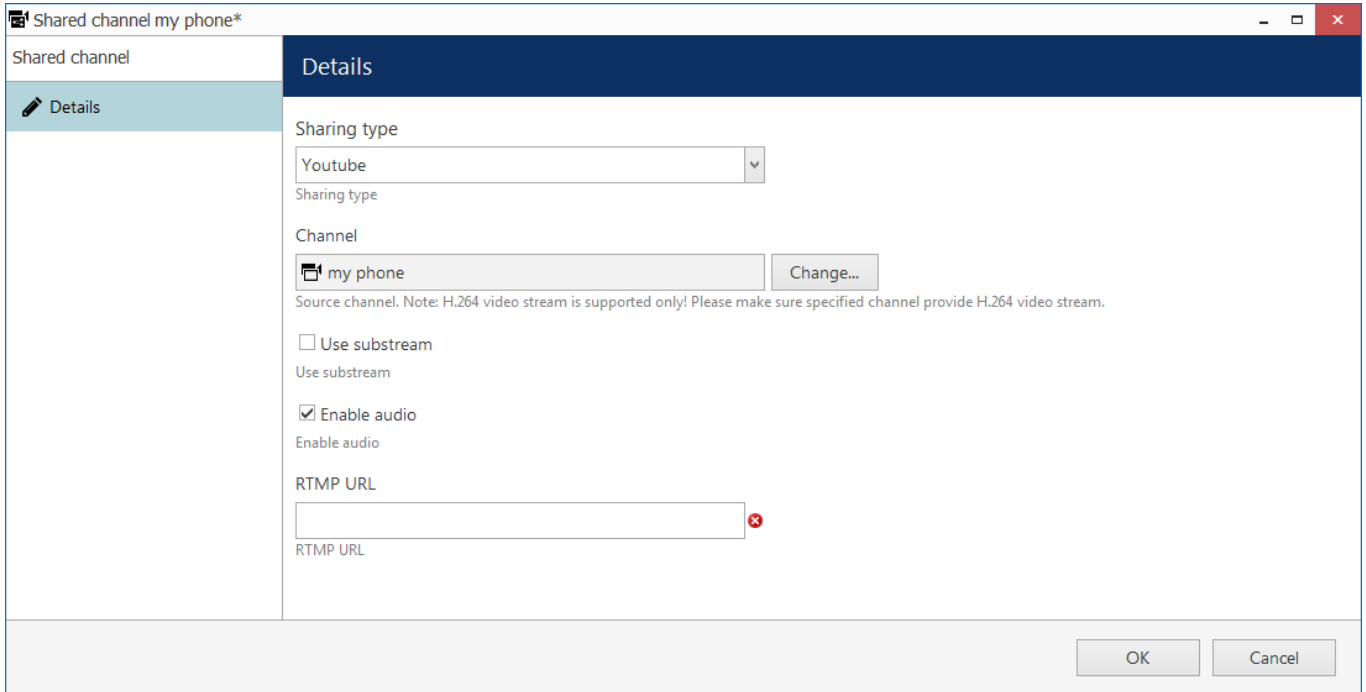 Shared channel my phone*
Shared channel
Details
Details
Sharing type
Youtube
Sharing type
Channel
my phone
Change...
Source channel. Note: H.264 video stream is supported only! Please make sure specified channel provide H.264 video stream.
Use substream
Use substream
Enable audio
Enable audio
RTMP URL
RTMP URL
OK
Cancel